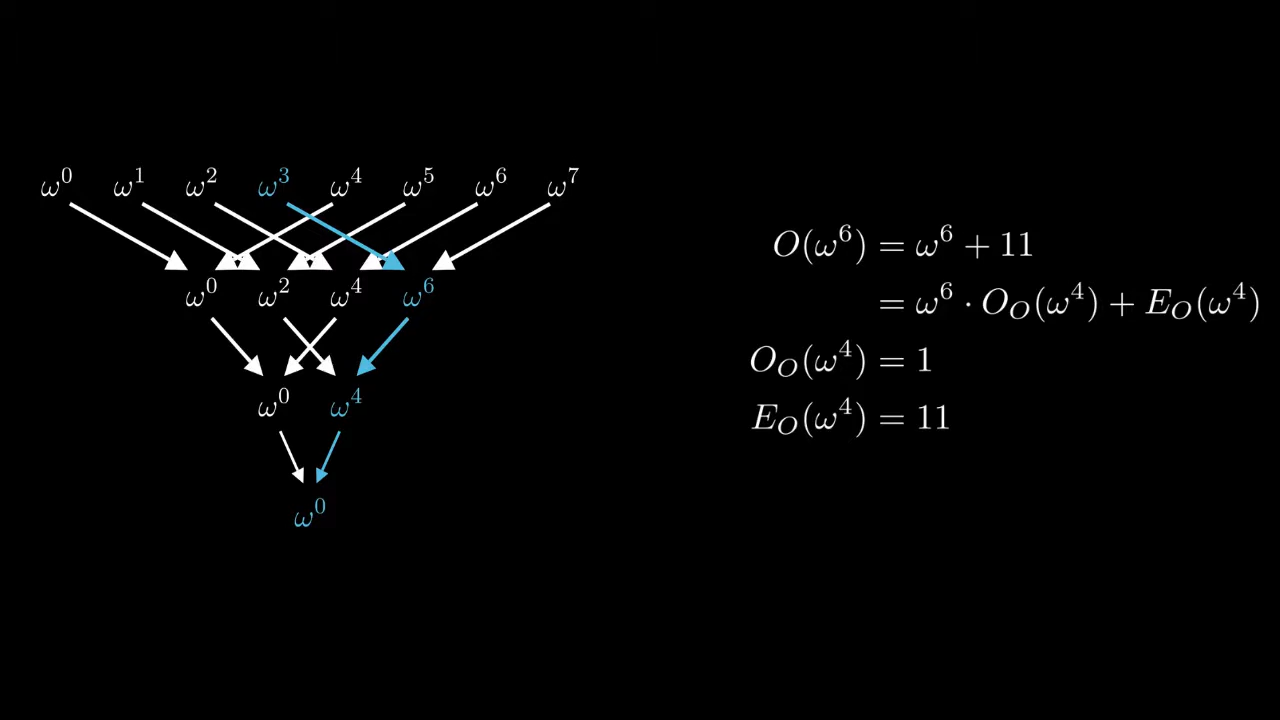 ω⁰ ω¹ ω² ω³ ω⁴ ω⁵ ω⁶ ω⁷
ω⁰ ω² ω⁴ ω⁶
ω⁰ ω⁴
ω⁰
O(ω⁶) = ω⁶ + 11
= ω⁶ · O_O(ω⁴) + E_O(ω⁴)
O_O(ω⁴) = 1
E_O(ω⁴) = 11